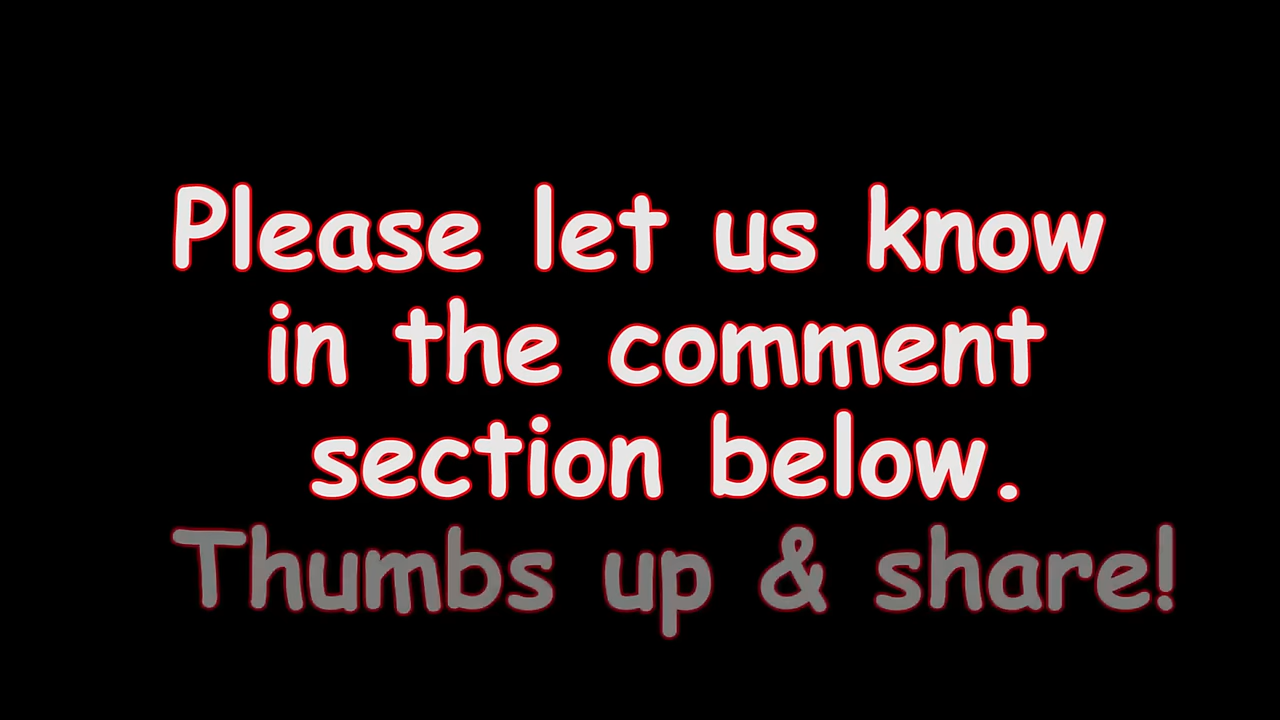 Please let us know
in the comment
section below.
Thumbs up & share!